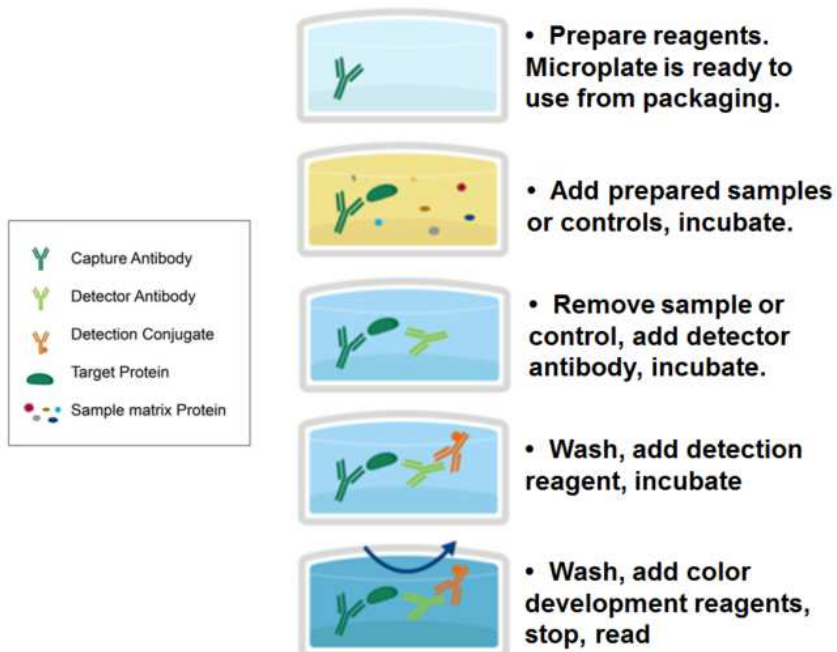 • Prepare reagents.
Microplate is ready to
use from packaging.
• Add prepared samples
or controls, incubate.
Capture Antibody
Detector Antibody
Detection Conjugate
Target Protein
Sample matrix Protein
• Remove sample or
control, add detector
antibody, incubate.
• Wash, add detection
reagent, incubate
• Wash, add color
development reagents,
stop, read